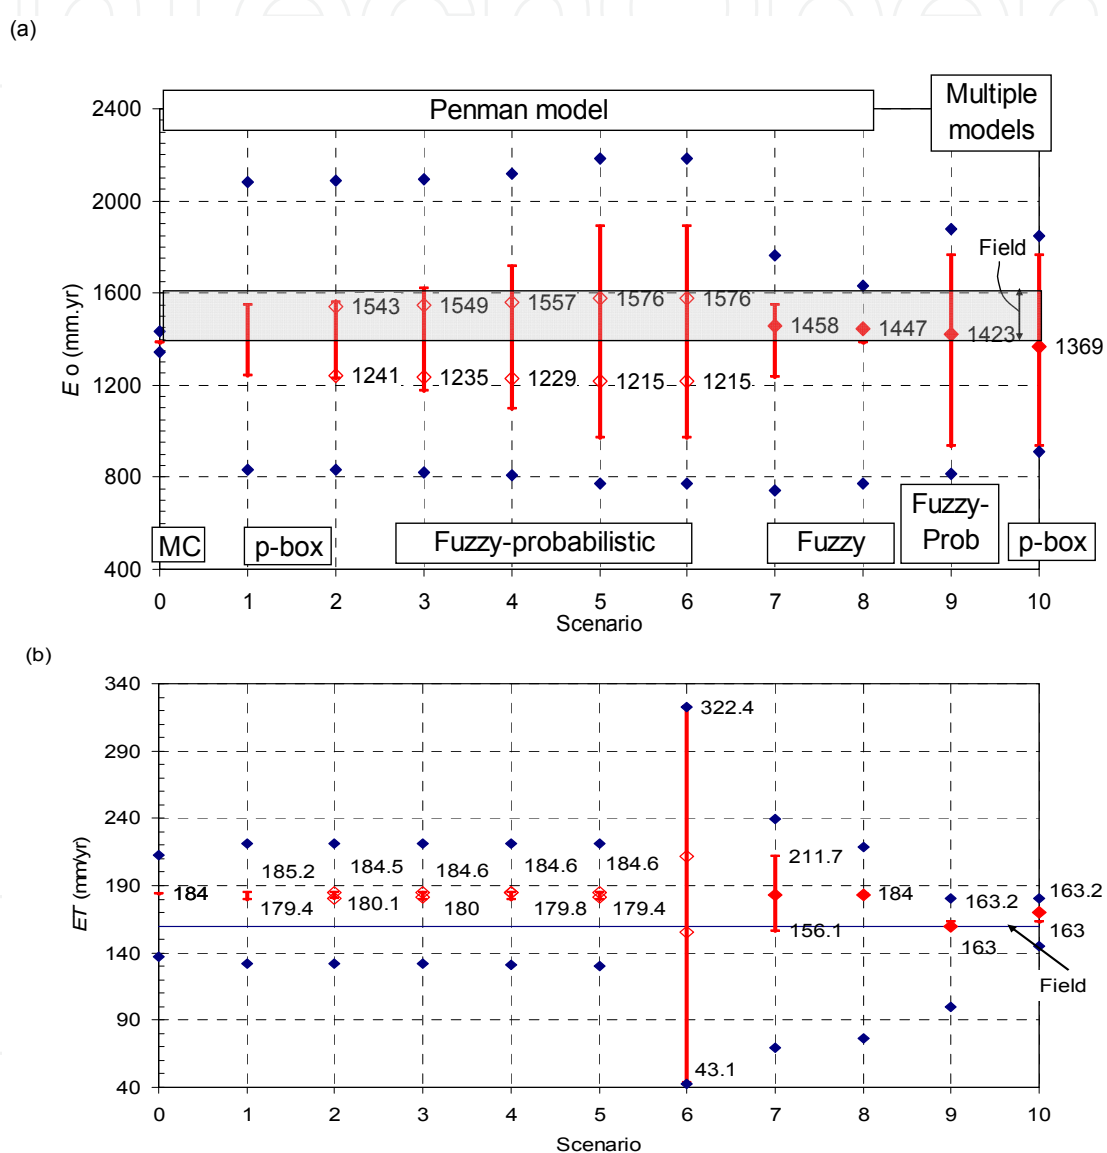 (a)
Penman model
Multiple
models
2400
2000
1600
1200
800
400
E o (mm.yr)
Field
1543
1549
1557
1576
1576
1458
1447
1423
1369
1241
1235
1229
1215
1215
MC
p-box
Fuzzy-probabilistic
Fuzzy
Fuzzy-
Prob
p-box
0 1 2 3 4 5 6 7 8 9 10
Scenario
(b)
340
290
240
190
140
90
40
ET (mm/yr)
322.4
185.2
184.5
184.6
184.6
184.6
211.7
184
184
163.2
163.2
179.4
180.1
180
179.8
179.4
156.1
163
163
Field
43.1
0 1 2 3 4 5 6 7 8 9 10
Scenario